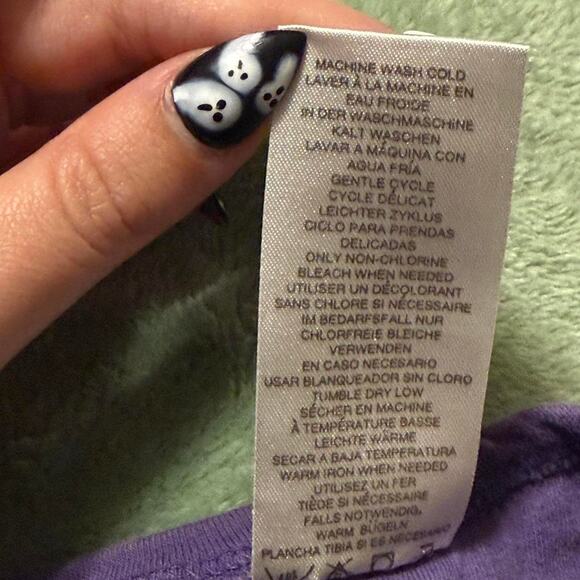 MACHINE WASH COLD
LAVER À LA MACHINE EN
EAU FROIDE
IN DER WASCHMASCHINE
KALT WASCHEN
LAVAR A MÁQUINA CON
AGUA FRÍA
GENTLE CYCLE
CYCLE DÉLICAT
LEICHTER ZYKLUS
CICLO PARA PRENDAS
DELICADAS
ONLY NON-CHLORINE
BLEACH WHEN NEEDED
UTILISER UN DÉCOLORANT
SANS CHLORE SI NÉCESSAIRE
IM BEDARFSFALL NUR
CHLORFREIE BLEICHE
VERWENDEN
EN CASO NECESARIO
USAR BLANQUEADOR SIN CLORO
TUMBLE DRY LOW
SÉCHER EN MACHINE
À TEMPÉRATURE BASSE
LEICHTE WÄRME
SECAR A BAJA TEMPERATURA
WARM IRON WHEN NEEDED
UTILISEZ UN FER
TIÈDE SI NÉCESSAIRE
FALLS NOTWENDIG,
WARM BÜGELN
PLANCHA TIBIA SI ES NECESARIO